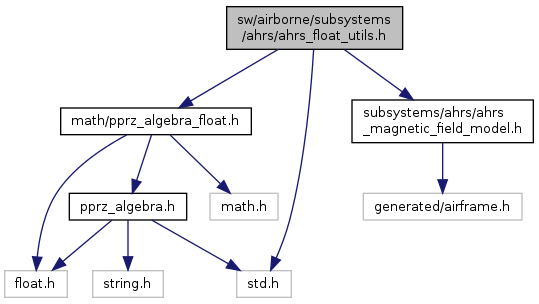 sw/airborne/subsystems
/ahrs/ahrs_float_utils.h
math/pprz_algebra_float.h
subsystems/ahrs/ahrs
_magnetic_field_model.h
pprz_algebra.h
math.h
generated/airframe.h
float.h
string.h
std.h